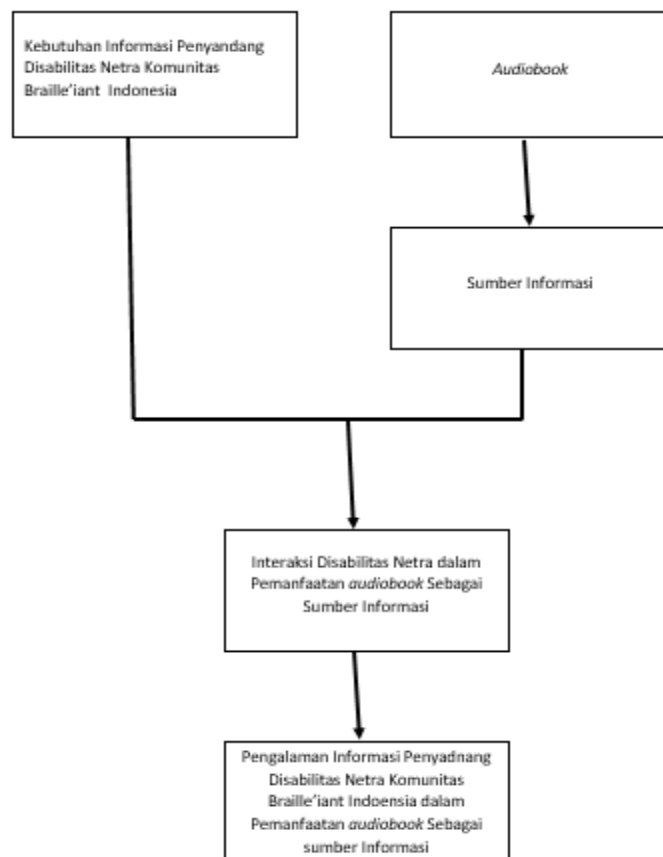 Kebutuhan Informasi Penyandang
Disabilitas Netra Komunitas
Braille'iant Indonesia
Audiobook
Sumber Informasi
Interaksi Disabilitas Netra dalam
Pemanfaatan audiobook Sebagai
Sumber Informasi
Pengalaman Informasi Penyadnang
Disabilitas Netra Komunitas
Braille'iant Indoensia dalam
Pemanfaatan audiobook Sebagai
sumber Informasi